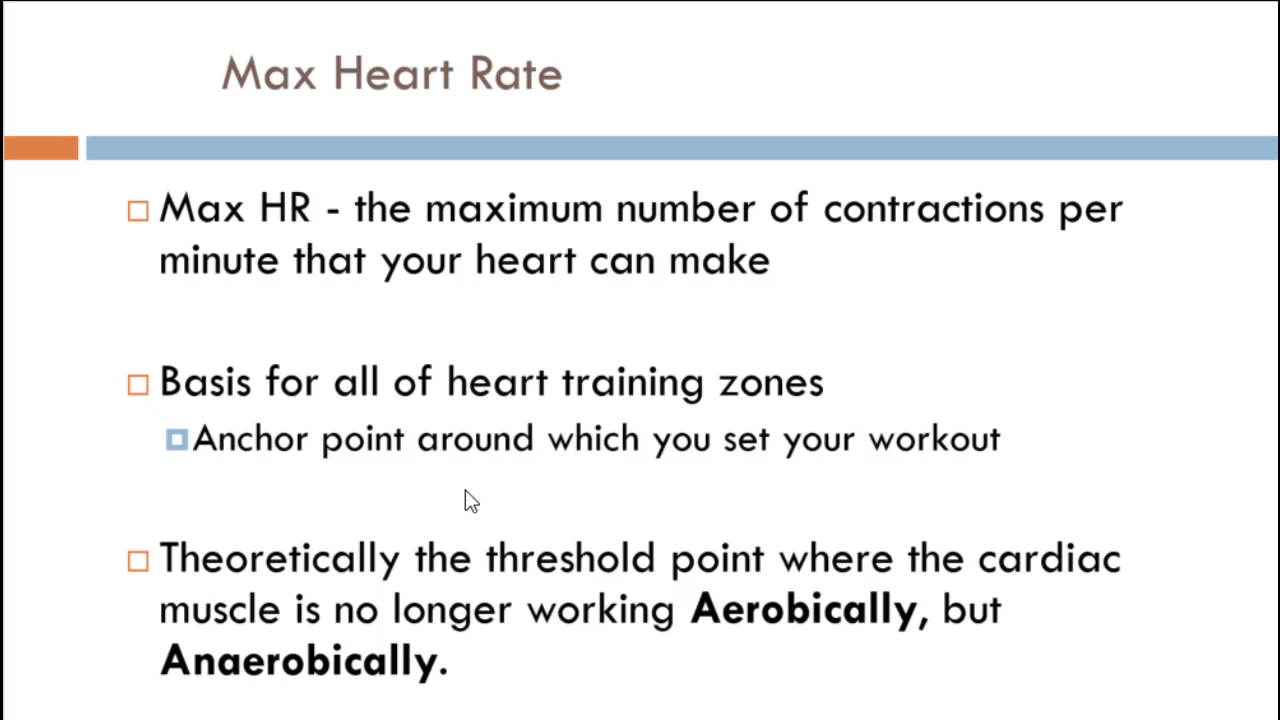 Max Heart Rate
Max HR - the maximum number of contractions per
minute that your heart can make
Basis for all of heart training zones
Anchor point around which you set your workout
Theoretically the threshold point where the cardiac
muscle is no longer working Aerobically, but
Anaerobically.